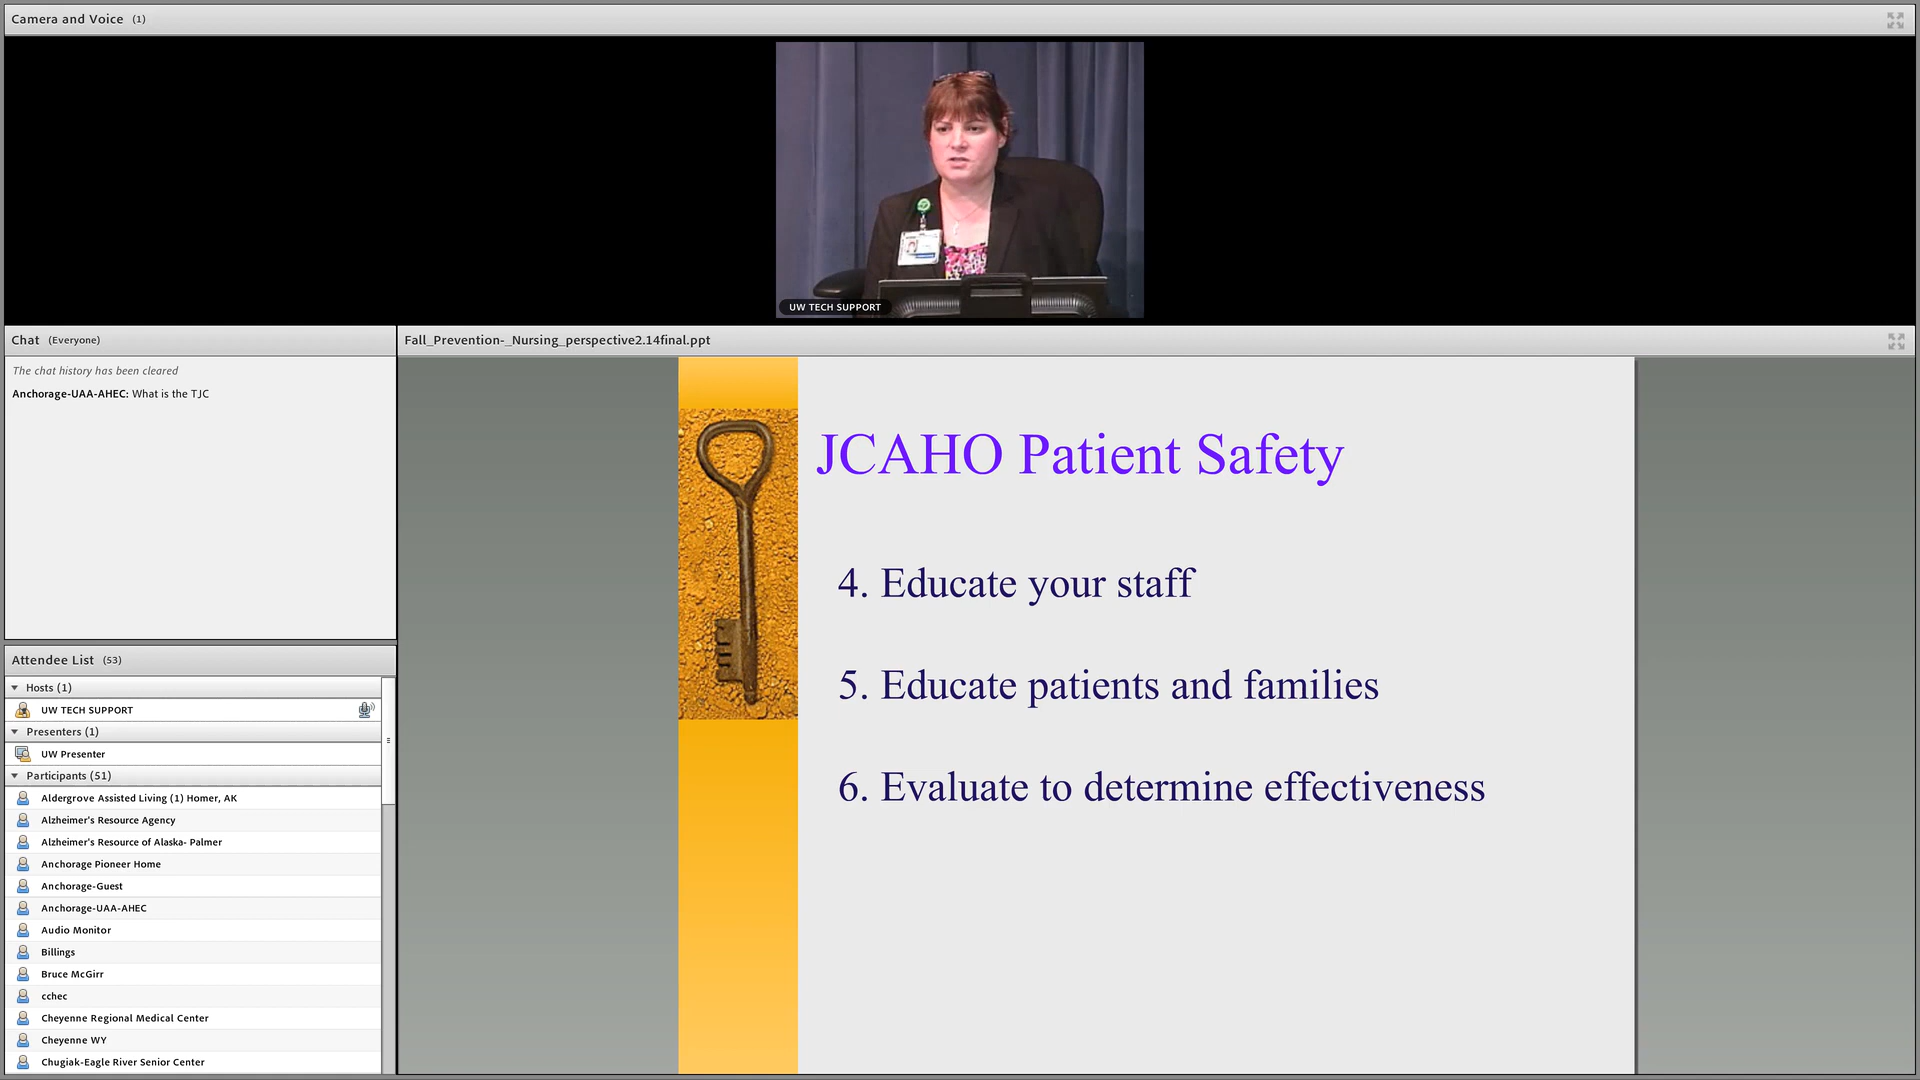 Camera and Voice (1)
UW TECH SUPPORT
Chat (Everyone)
The chat history has been cleared
Anchorage-UAA-AHEC: What is the TJC
Attendee List (53)
Hosts (1)
UW TECH SUPPORT
Presenters (1)
UW Presenter
Participants (51)
Aldergrove Assisted Living (1) Homer, AK
Alzheimer's Resource Agency
Alzheimer's Resource of Alaska- Palmer
Anchorage Pioneer Home
Anchorage-Guest
Anchorage-UAA-AHEC
Audio Monitor
Billings
Bruce McGirr
cchec
Cheyenne Regional Medical Center
Cheyenne WY
Chugiak-Eagle River Senior Center
Fall_Prevention-_Nursing_perspective2.14final.ppt
JCAHO Patient Safety
4. Educate your staff
5. Educate patients and families
6. Evaluate to determine effectiveness